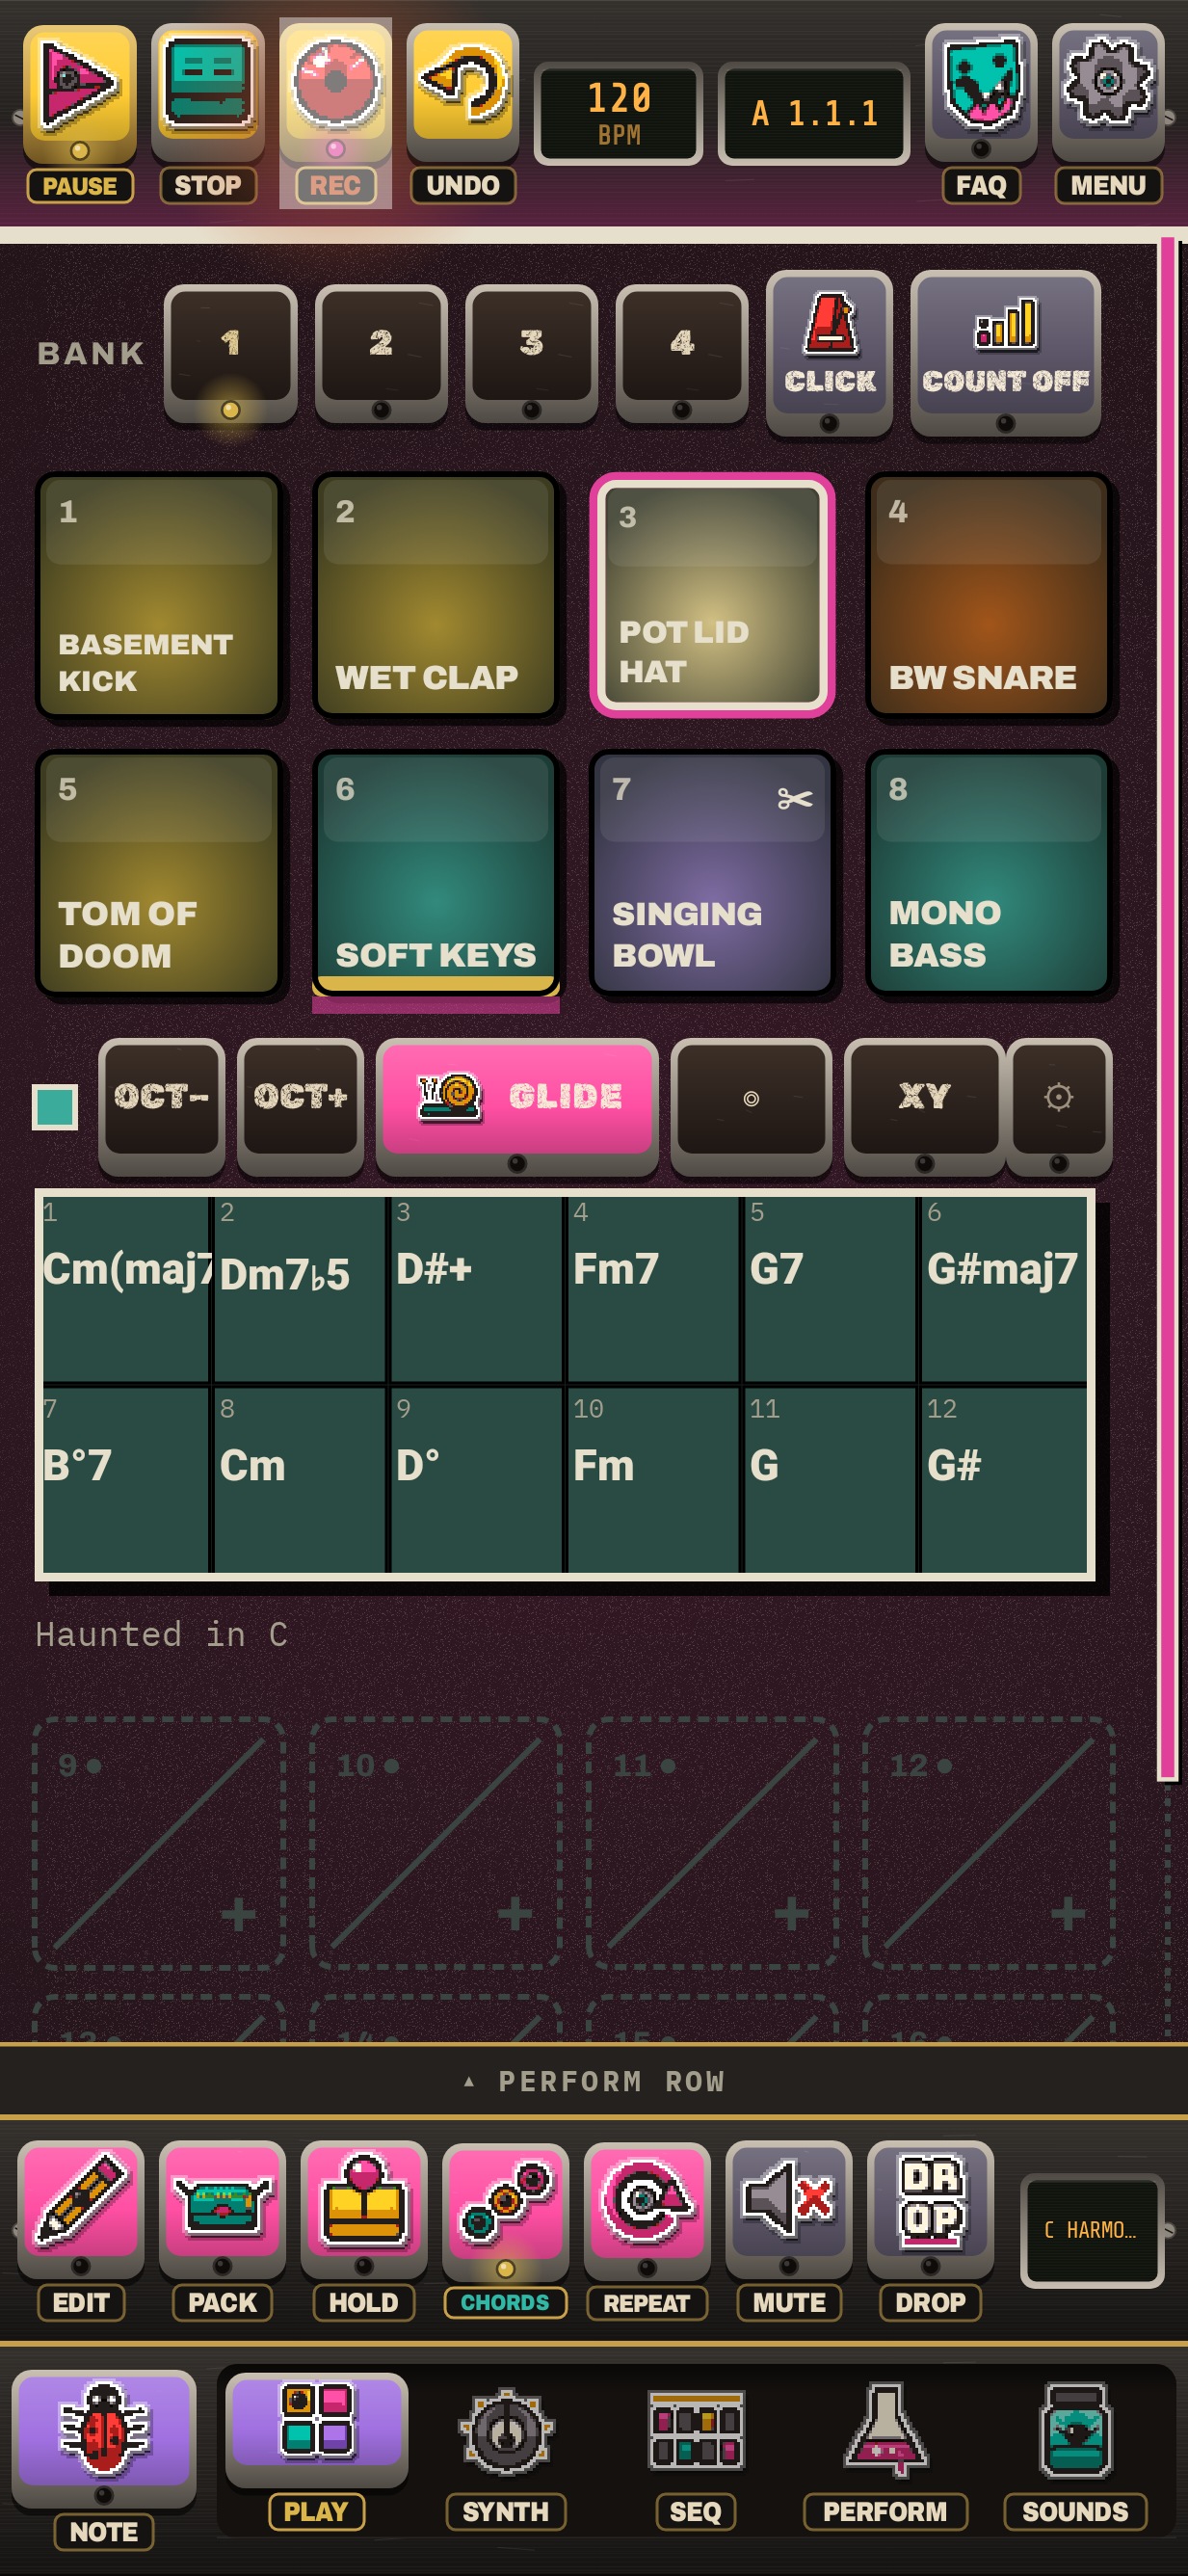 120
BPM
A 1.1.1
PAUSE
STOP
REC
UNDO
FAQ
MENU
BANK
1
2
3
4
CLICK
COUNT OFF
1
BASEMENT
KICK
2
WET CLAP
3
POT LID
HAT
4
BW SNARE
5
TOM OF
DOOM
6
SOFT KEYS
7
SINGING
BOWL
8
MONO
BASS
OCT-
OCT+
GLIDE
XY
1
Cm(maj7
2
Dm7♭5
3
D#+
4
Fm7
5
G7
6
G#maj7
7
B°7
8
Cm
9
D°
10
Fm
11
G
12
G#
Haunted in C
9
10
11
12
13
14
15
16
▲ PERFORM ROW
DR
OP
C HARMO…
EDIT
PACK
HOLD
CHORDS
REPEAT
MUTE
DROP
NOTE
PLAY
SYNTH
SEQ
PERFORM
SOUNDS